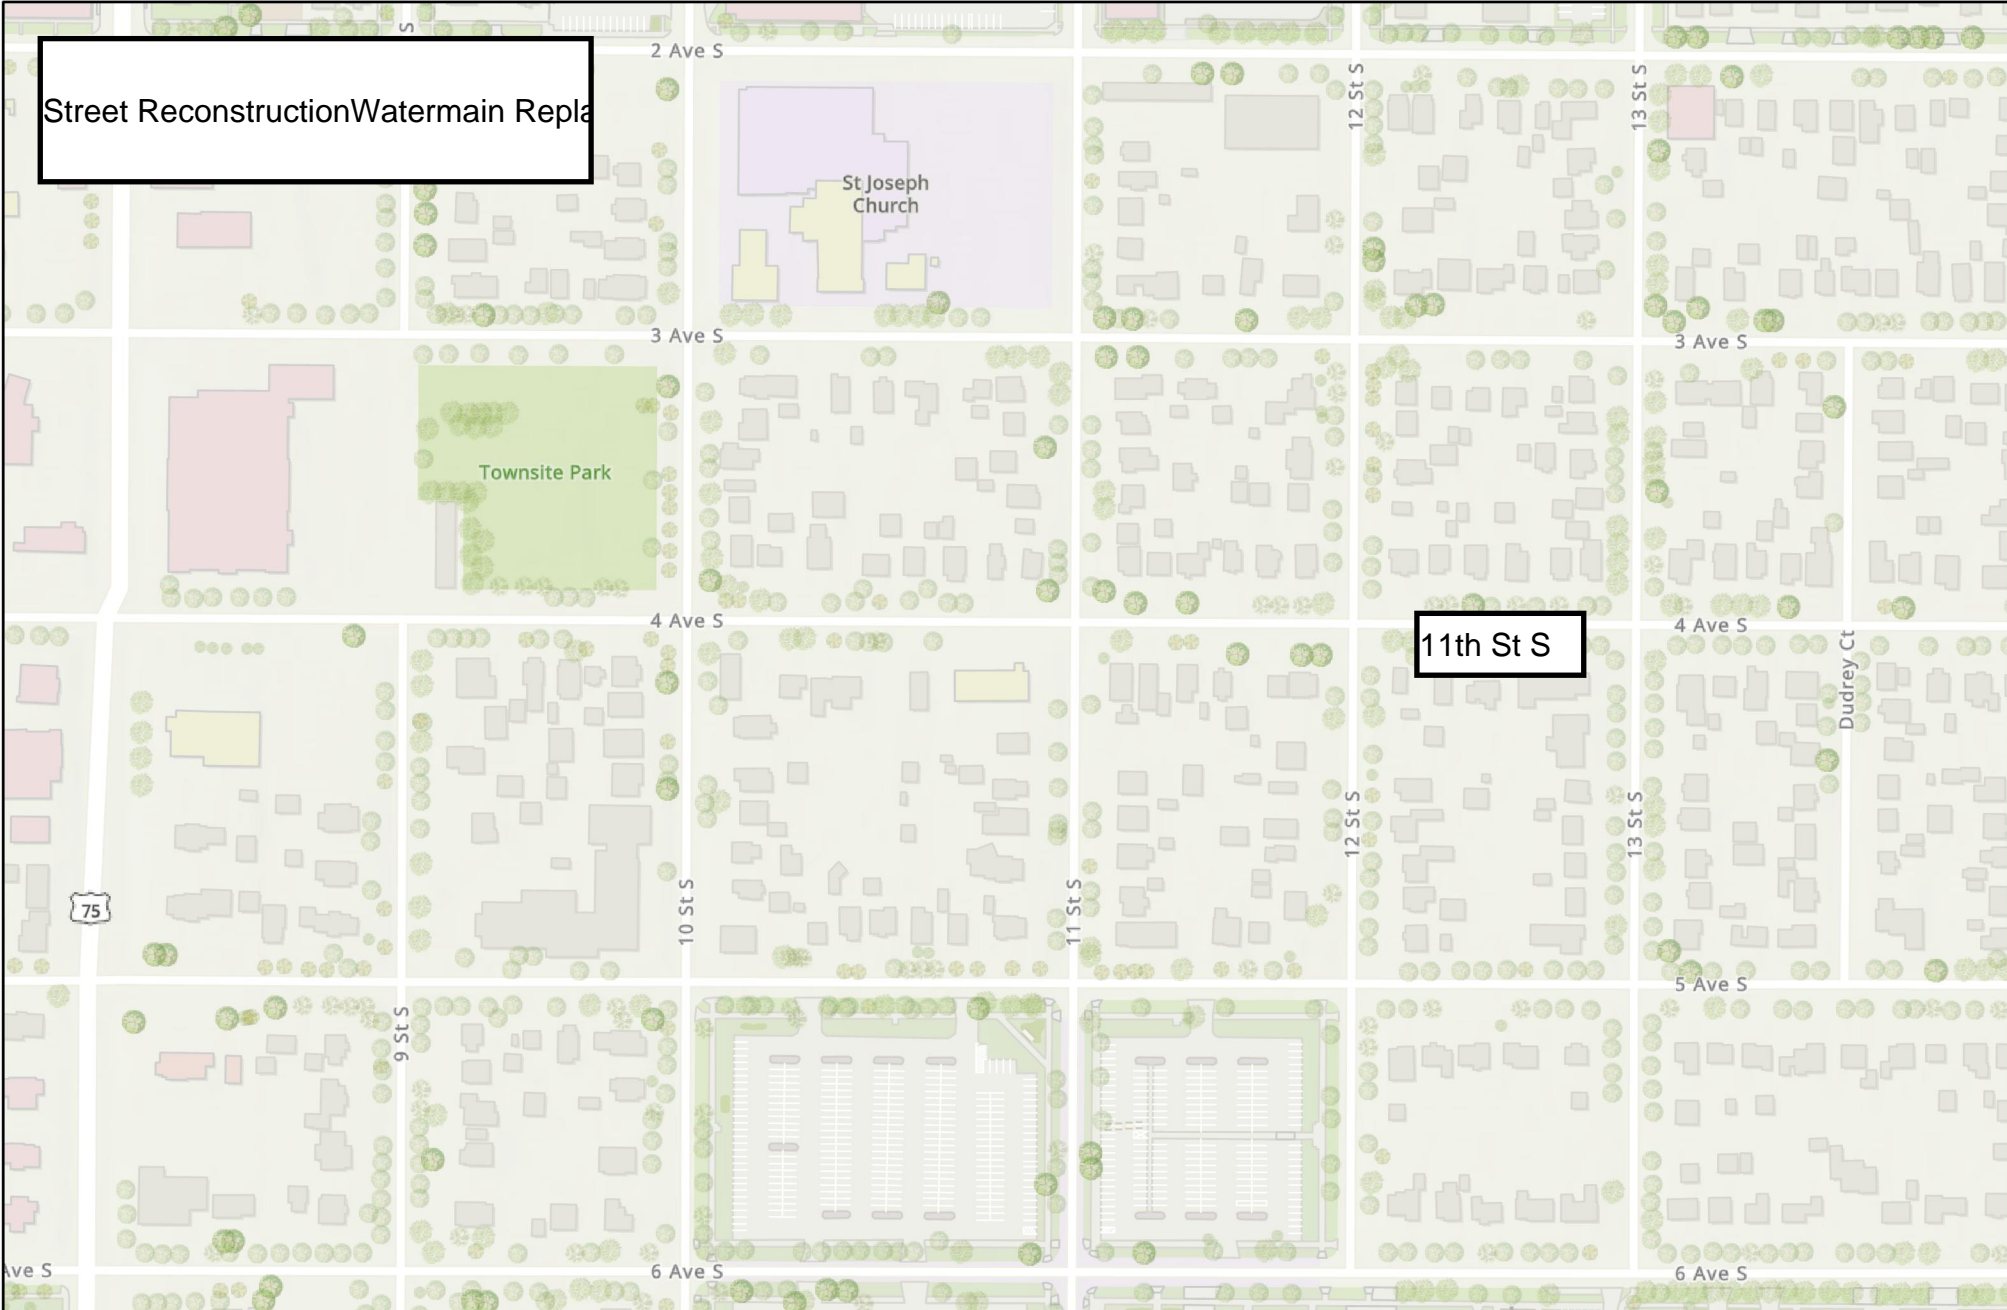 S
2 Ave S
Street ReconstructionWatermain Repla
12 St S
13 St S
St Joseph
Church
3 Ave S
3 Ave S
Townsite Park
4 Ave S
4 Ave S
11th St S
Dudrey Ct
12 St S
13 St S
75
10 St S
11 St S
5 Ave S
9 St S
Ave S
6 Ave S
6 Ave S